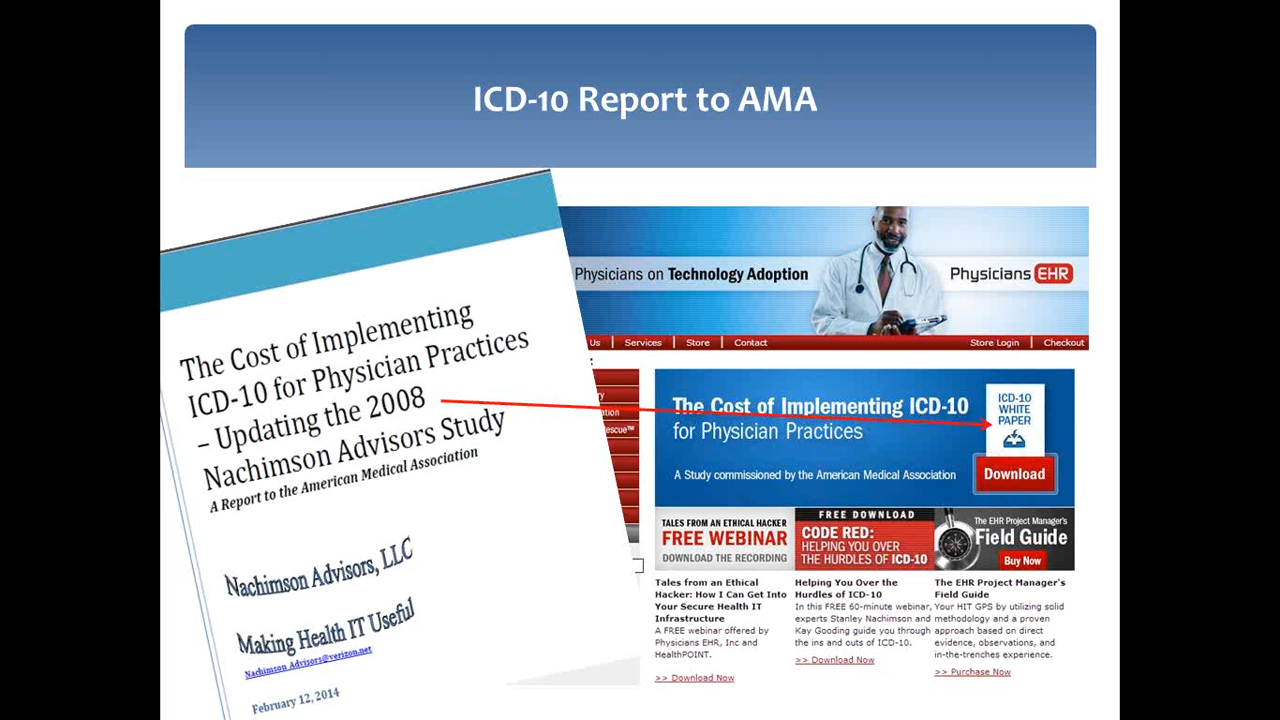 ICD-10 Report to AMA
The Cost of Implementing
ICD-10 for Physician Practices
– Updating the 2008
Nachimson Advisors Study
A Report to the American Medical Association
Nachimson Advisors, LLC
Making Health IT Useful
Nachimson Advisors@verizon.net
February 12, 2014
Physicians on Technology Adoption
Physicians EHR
Us | Services | Store | Contact
Store Login | Checkout
The Cost of Implementing ICD-10
for Physician Practices
A Study commissioned by the American Medical Association
ICD-10
WHITE
PAPER
Download
TALES FROM AN ETHICAL HACKER
FREE WEBINAR
DOWNLOAD THE RECORDING
FREE DOWNLOAD
CODE RED:
HELPING YOU OVER
THE HURDLES OF ICD-10
The EHR Project Manager's
Field Guide
Buy Now
Tales from an Ethical
Hacker: How I Can Get Into
Your Secure Health IT
Infrastructure
A FREE webinar offered by
Physicians EHR, Inc and
HealthPOINT.
>> Download Now
Helping You Over the
Hurdles of ICD-10
In this FREE 60-minute webinar,
experts Stanley Nachimson and
Kay Gooding guide you through
the ins and outs of ICD-10.
>> Download Now
The EHR Project Manager's
Field Guide
Your HIT GPS by utilizing solid
methodology and a proven
approach based on direct
evidence, observations, and
in-the-trenches experience.
>> Purchase Now